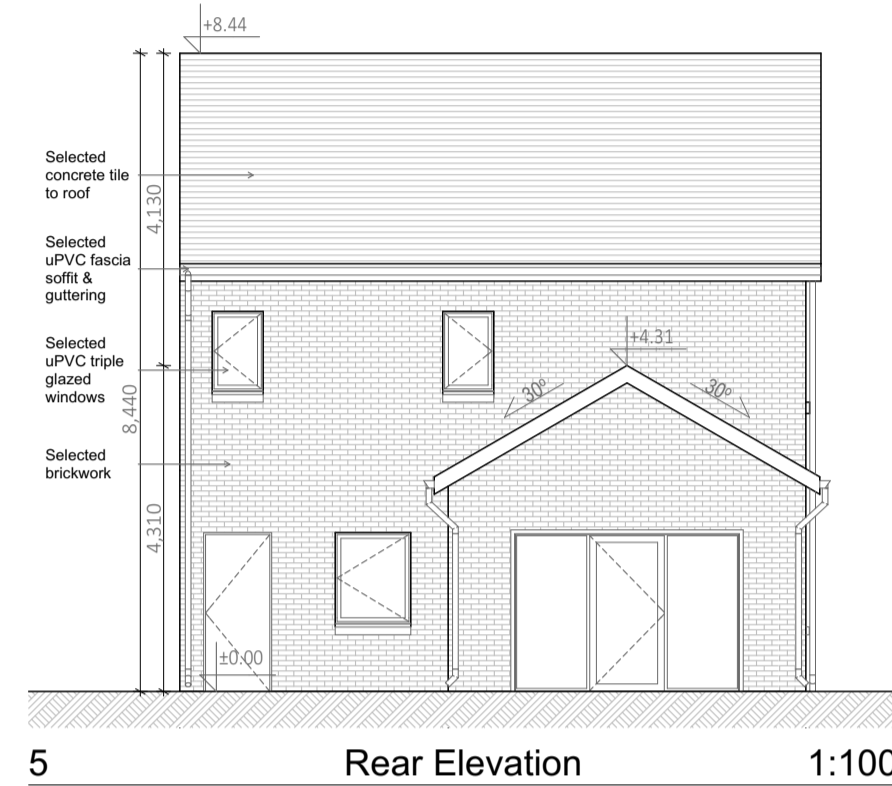 +8.44
Selected
concrete tile
to roof
4,130
Selected
uPVC fascia
soffit &
guttering
Selected
uPVC triple
glazed
windows
8,440
+4.31
30°
30°
Selected
brickwork
4,310
±0.00
5 Rear Elevation 1:100